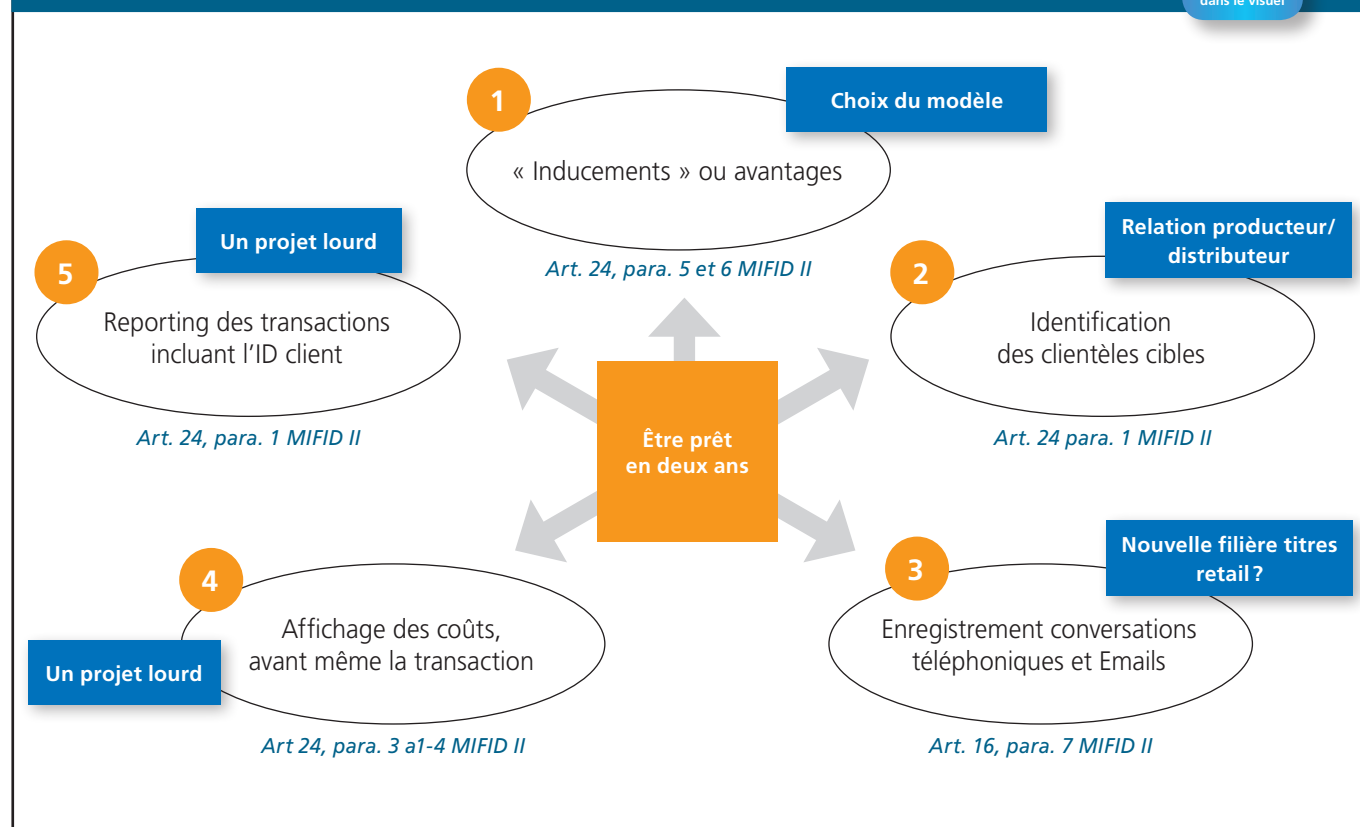 dans le visuel
1
Choix du modèle
« Inducements » ou avantages
Art. 24, para. 5 et 6 MIFID II
2
Relation producteur/
distributeur
Identification
des clientèles cibles
Art. 24 para. 1 MIFID II
3
Nouvelle filière titres
retail ?
Enregistrement conversations
téléphoniques et Emails
Art. 16, para. 7 MIFID II
4
Un projet lourd
Affichage des coûts,
avant même la transaction
Art 24, para. 3 a1-4 MIFID II
5
Un projet lourd
Reporting des transactions
incluant l’ID client
Art. 24, para. 1 MIFID II
Être prêt
en deux ans